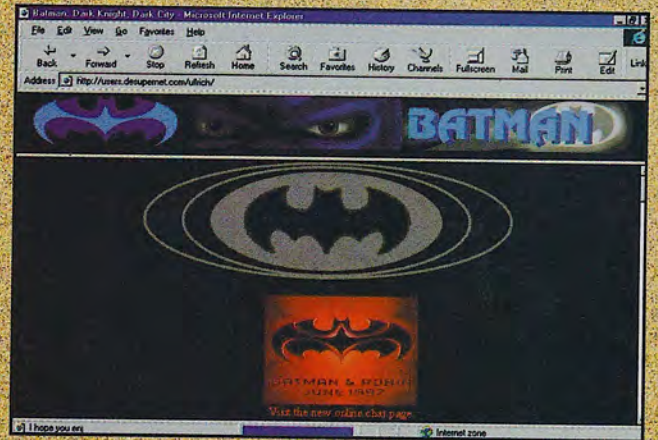 Batman, Dark Knight, Dark City - Microsoft Internet Explorer
File Edit View Go Favorites Help
Back Forward Stop Refresh Home Search Favorites History Channels Fullscreen Mail Print Edit
Address http://users.desupernet.com/ulrich/ Link
BATMAN
BATMAN & ROBIN
JUNE 1997
Visit the new online chat page
I hope you enj Internet zone